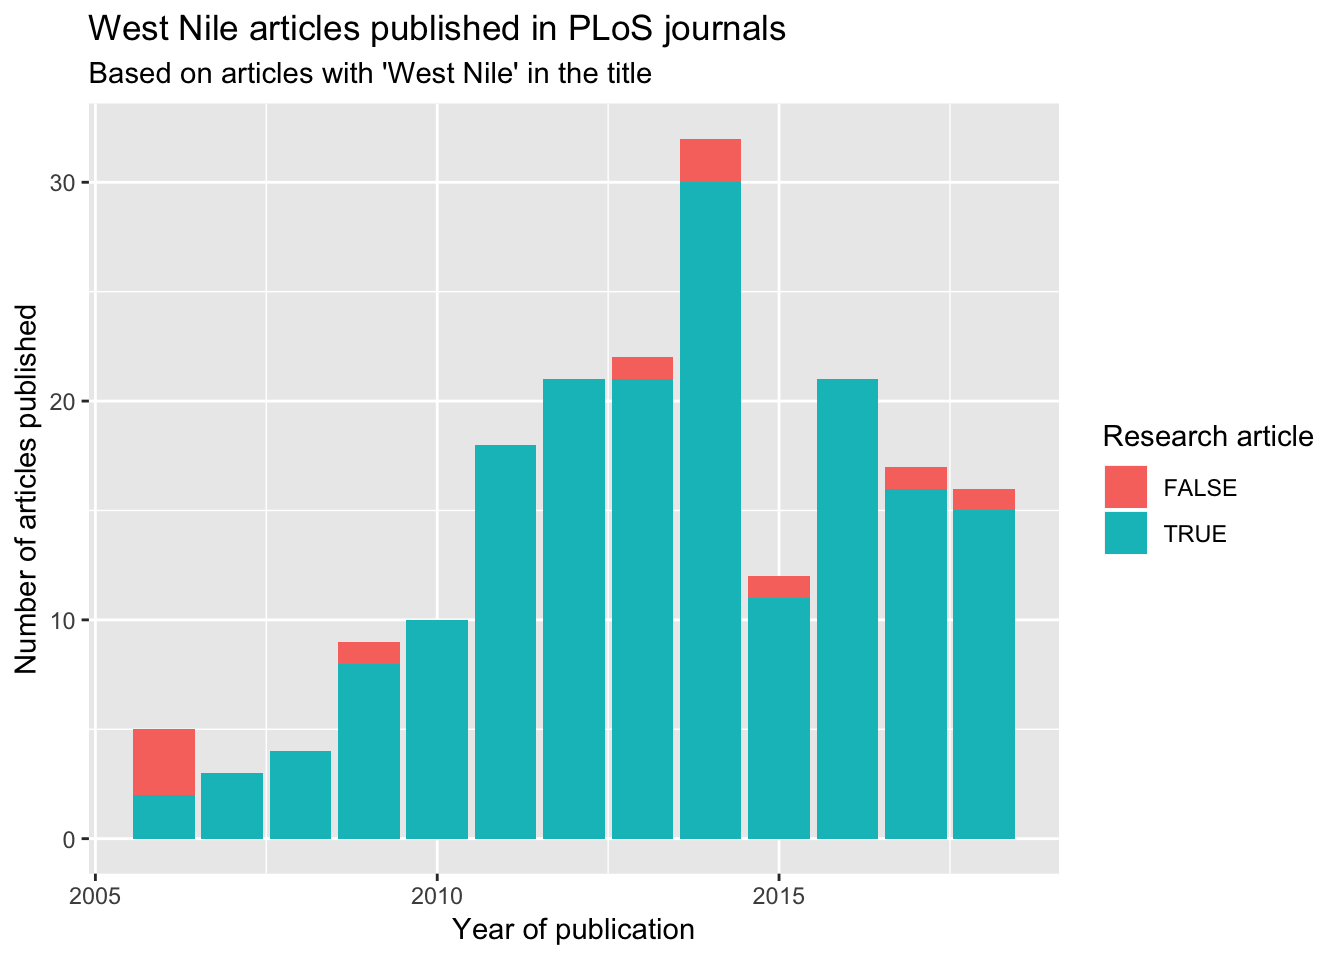 West Nile articles published in PLoS journals
Based on articles with 'West Nile' in the title
Number of articles published
30
20
10
0
2005
2010
2015
Year of publication
Research article
FALSE
TRUE